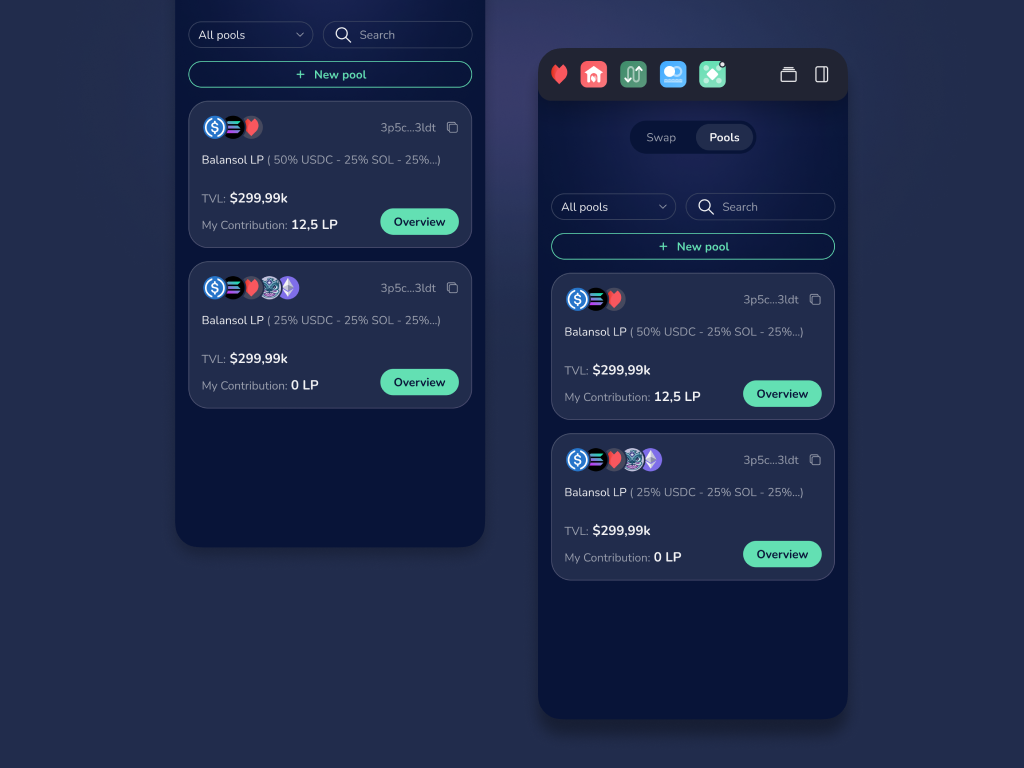 All pools
Search
+ New pool
3p5c...3ldt
Balansol LP ( 50% USDC - 25% SOL - 25%...)
TVL: $299,99k
My Contribution: 12,5 LP
Overview
3p5c...3ldt
Balansol LP ( 25% USDC - 25% SOL - 25%...)
TVL: $299,99k
My Contribution: 0 LP
Overview
Swap
Pools
All pools
Search
+ New pool
3p5c...3ldt
Balansol LP ( 50% USDC - 25% SOL - 25%...)
TVL: $299,99k
My Contribution: 12,5 LP
Overview
3p5c...3ldt
Balansol LP ( 25% USDC - 25% SOL - 25%...)
TVL: $299,99k
My Contribution: 0 LP
Overview